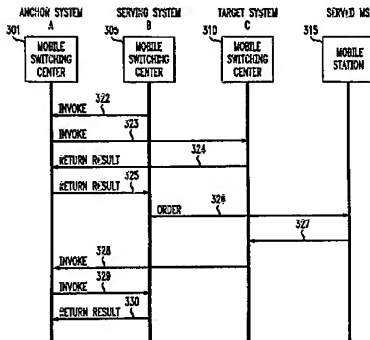 ANCHOR SYSTEM
A
SERVING SYSTEM
B
TARGET SYSTEM
C
SERVED MS
301
305
310
315
MOBILE
SWITCHING
CENTER
MOBILE
SWITCHING
CENTER
MOBILE
SWITCHING
CENTER
MOBILE
STATION
322
INVOKE
323
INVOKE
324
RETURN RESULT
325
RETURN RESULT
326
ORDER
327
328
INVOKE
329
INVOKE
330
RETURN RESULT